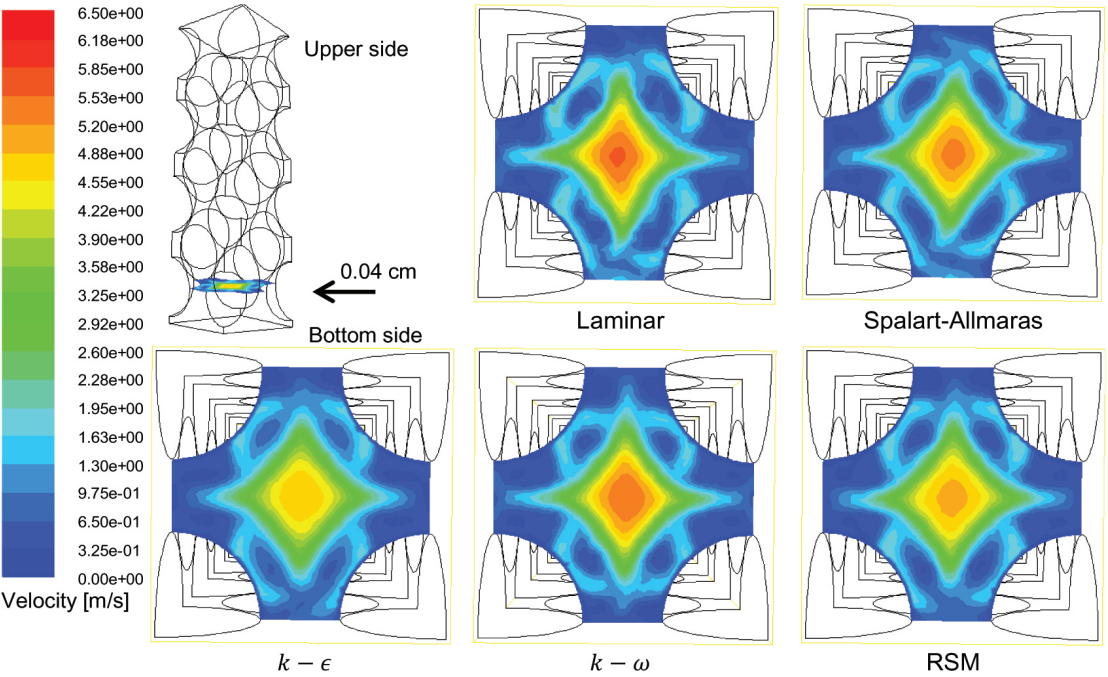 6.50e+00
6.18e+00
5.85e+00
5.53e+00
5.20e+00
4.88e+00
4.55e+00
4.22e+00
3.90e+00
3.58e+00
3.25e+00
2.92e+00
2.60e+00
2.28e+00
1.95e+00
1.63e+00
1.30e+00
9.75e-01
6.50e-01
3.25e-01
0.00e+00
Velocity [m/s]
Upper side
0.04 cm
Bottom side
Laminar
Spalart-Allmaras
k − ϵ
k − ω
RSM